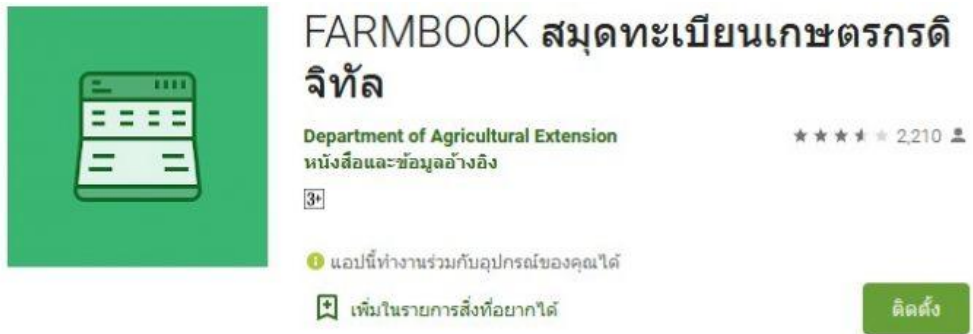 FARMBOOK สมุดทะเบียนเกษตรกรดิ
จิทัล
Department of Agricultural Extension
2,210
หนังสือและข้อมูลอ้างอิง
3+
แอปนี้ทำงานร่วมกับอุปกรณ์ของคุณได้
เพิ่มในรายการสิ่งที่อยากได้
ติดตั้ง